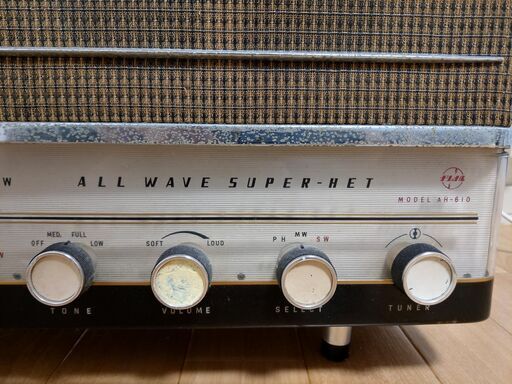 W ALL WAVE SUPER-HET
MODEL AH-610
W
OFF MED. FULL LOW
SOFT LOUD
PH MW SW
TONE VOLUME SELECT TUNER